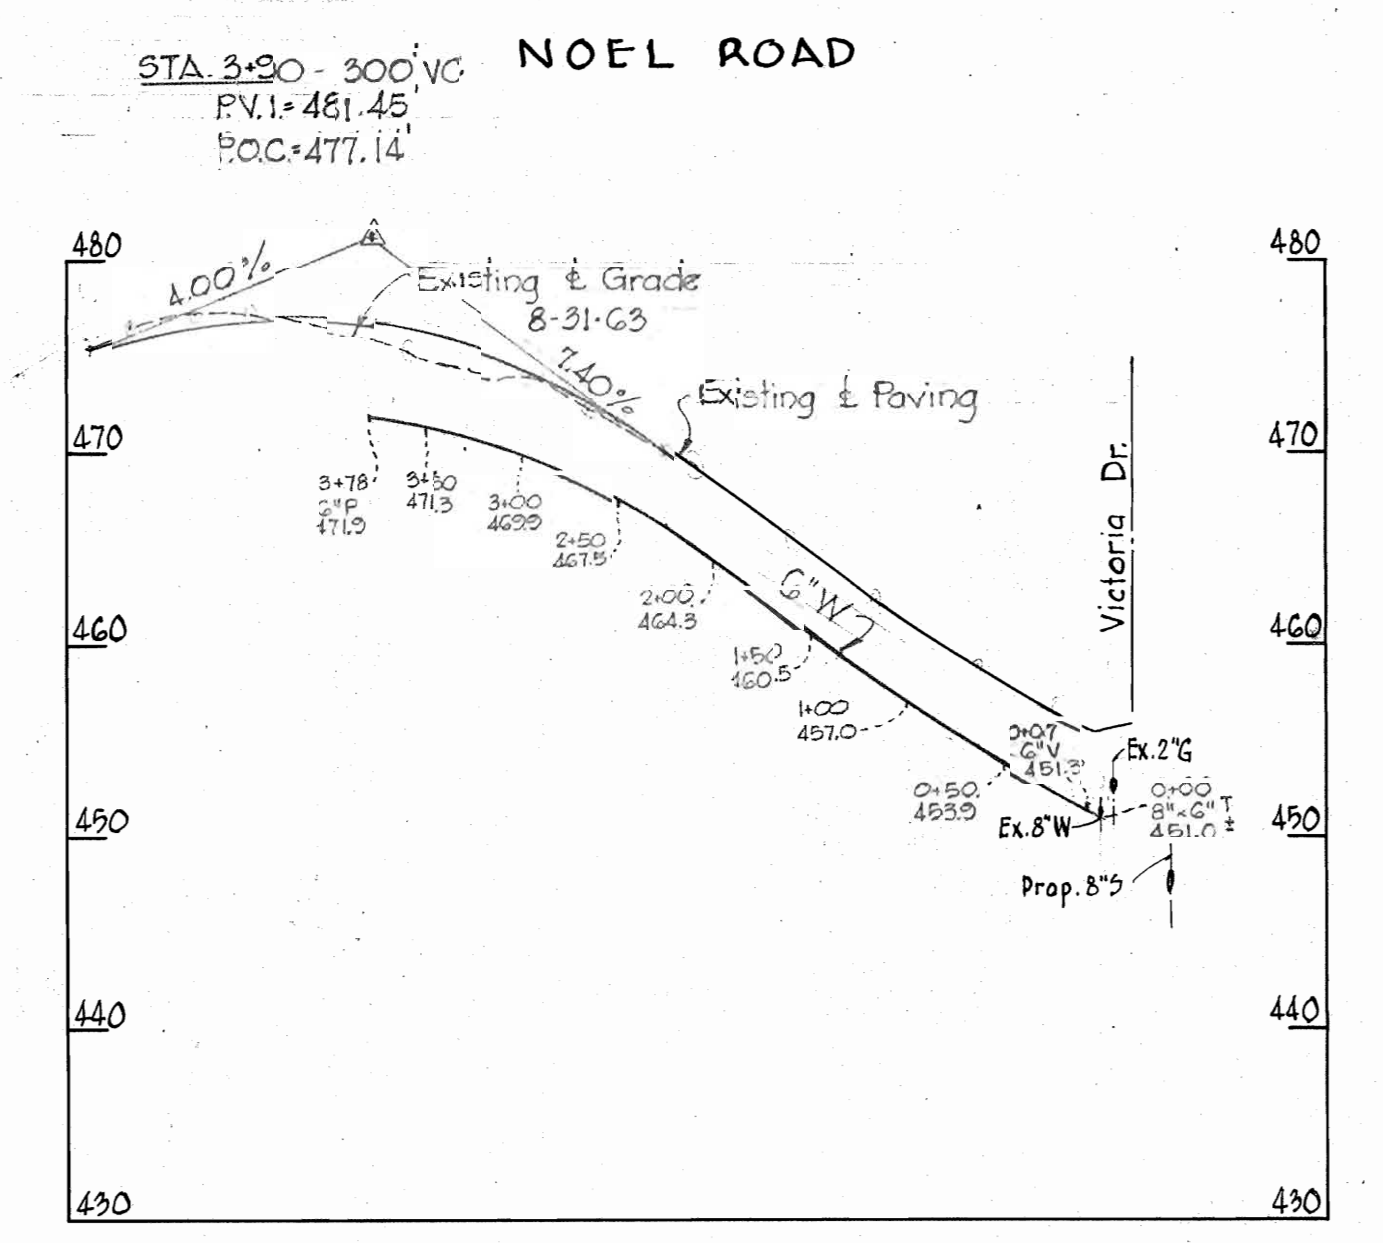 NOEL ROAD
STA. 3+90 - 300' VC
P.V.I.= 481.45'
P.O.C.= 477.14'
480
480
4.00%
Existing ℄ Grade
8-31-63
7.40%
Existing ℄ Paving
470
470
Victoria Dr.
3+78
6"P
471.9
3+50
471.3
3+00
469.9
2+50
467.5
6"W
2+00
464.3
460
460
1+50
460.5
1+00
457.0
0+07
6"V
451.3
Ex.2"G
0+50
453.9
0+00
8"x6" T
451.0 ±
Ex.8"W
450
450
Prop. 8"S
440
440
430
430